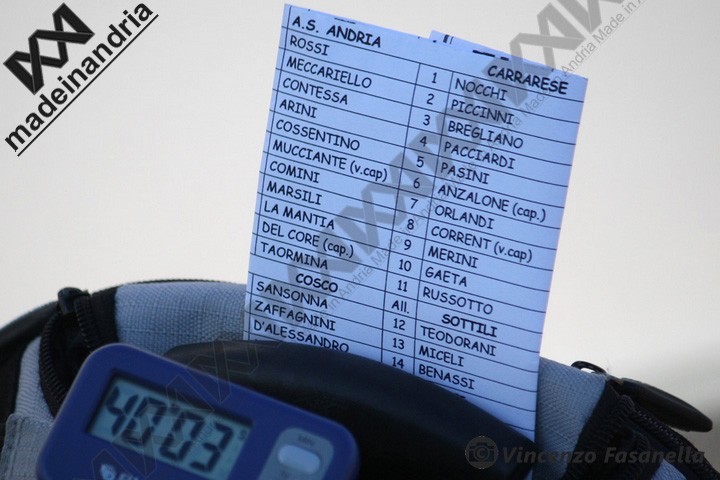 madeinandria
A.S. ANDRIA CARRARESE
ROSSI 1 NOCCHI
MECCARIELLO 2 PICCINNI
CONTESSA 3 BREGLIANO
ARINI 4 PACCIARDI
COSSENTINO 5 PASINI
MUCCIANTE (v.cap) 6 ANZALONE (cap.)
COMINI 7 ORLANDI
MARSILI 8 CORRENT (v.cap)
LA MANTIA 9 MERINI
DEL CORE (cap.) 10 GAETA
TAORMINA 11 RUSSOTTO
COSCO All. SOTTILI
SANSONNA 12 TEODORANI
ZAFFAGNINI 13 MICELI
D'ALESSANDRO 14 BENASSI
40:03
Vincenzo Fasanella